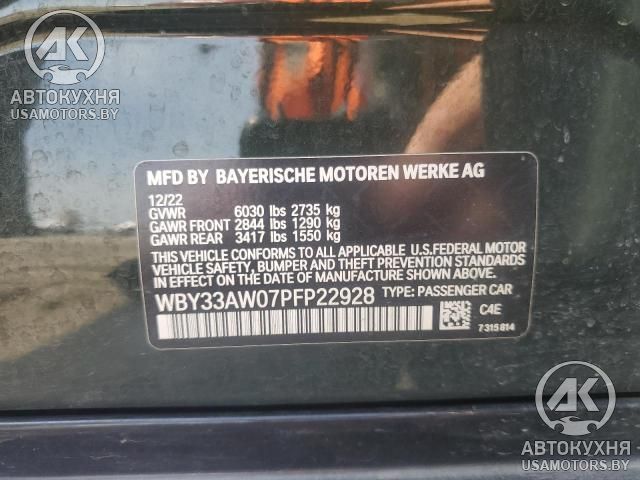 AK
АВТОКУХНЯ
USAMOTORS.BY
MFD BY BAYERISCHE MOTOREN WERKE AG
12/22
GVWR 6030 lbs 2735 kg
GAWR FRONT 2844 lbs 1290 kg
GAWR REAR 3417 lbs 1550 kg
THIS VEHICLE CONFORMS TO ALL APPLICABLE U.S.FEDERAL MOTOR
VEHICLE SAFETY, BUMPER, AND THEFT PREVENTION STANDARDS
IN EFFECT ON THE DATE OF MANUFACTURE SHOWN ABOVE.
WBY33AW07PFP22928 TYPE: PASSENGER CAR
C4E
7315814
AK
АВТОКУХНЯ
USAMOTORS.BY